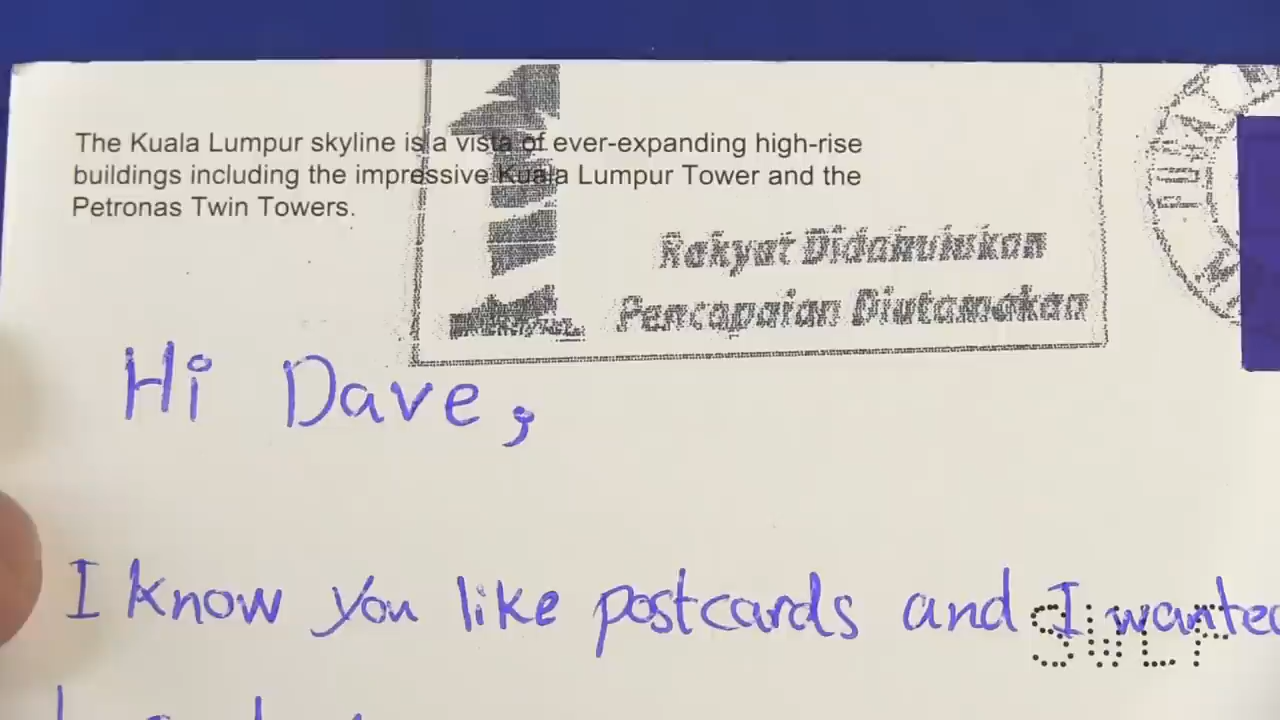 The Kuala Lumpur skyline is a vista of ever-expanding high-rise
buildings including the impressive Kuala Lumpur Tower and the
Petronas Twin Towers.
Rakyat Didahulukan
Pencapaian Diutamakan
Hi Dave,
I know you like postcards and I wanted